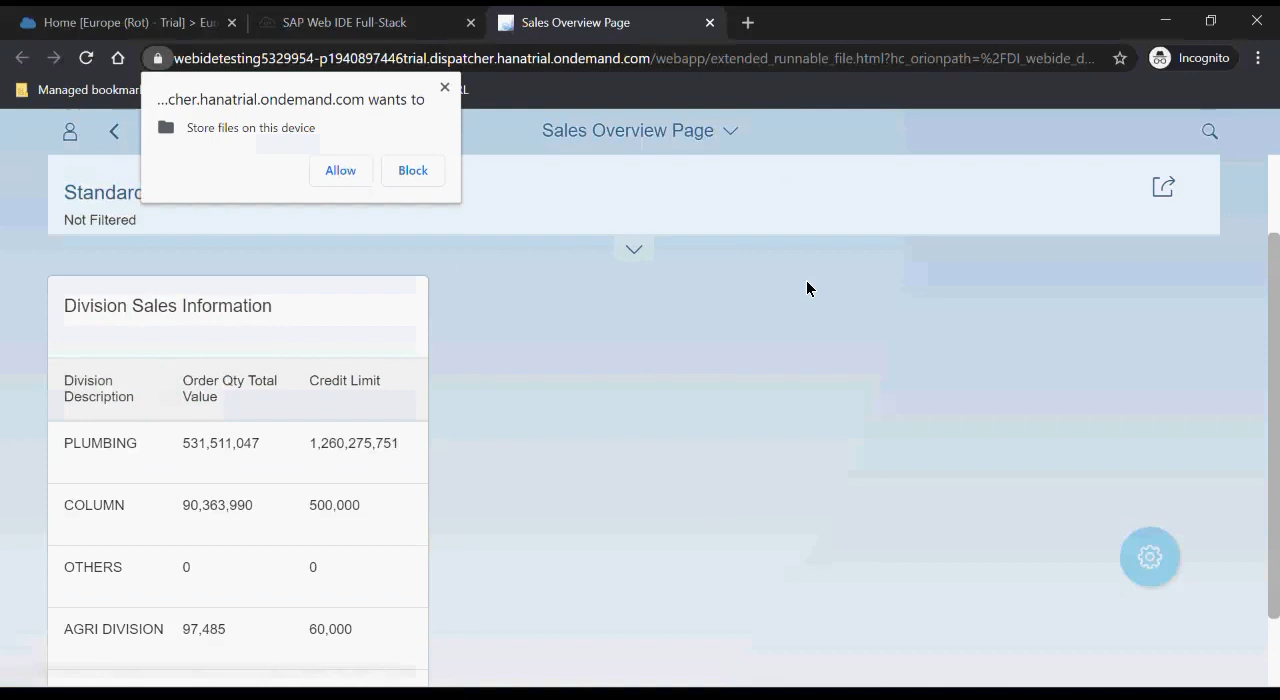 Home [Europe (Rot) - Trial] > Eur
SAP Web IDE Full-Stack
Sales Overview Page
webidetesting5329954-p1940897446trial.dispatcher.hanatrial.ondemand.com/webapp/extended_runnable_file.html?hc_orionpath=%2FDI_webide_d...
Incognito
Managed bookmar
L
...cher.hanatrial.ondemand.com wants to
Store files on this device
Allow
Block
Sales Overview Page
Standard
Not Filtered
Division Sales Information
Division Description
Order Qty Total Value
Credit Limit
PLUMBING 531,511,047 1,260,275,751
COLUMN 90,363,990 500,000
OTHERS 0 0
AGRI DIVISION 97,485 60,000